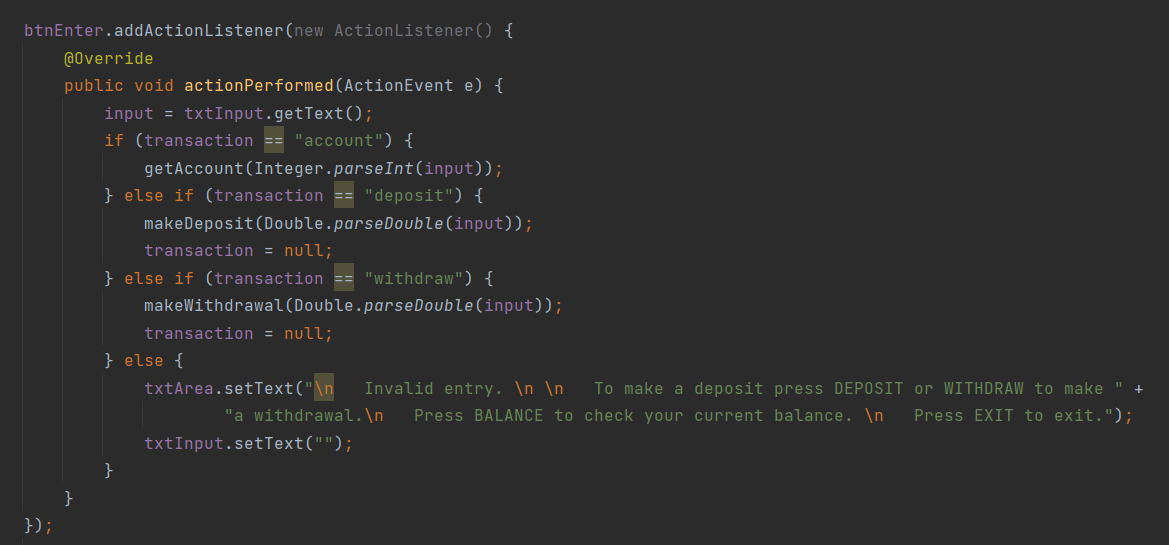 btnEnter.addActionListener(new ActionListener() {
    @Override
    public void actionPerformed(ActionEvent e) {
        input = txtInput.getText();
        if (transaction == "account") {
            getAccount(Integer.parseInt(input));
        } else if (transaction == "deposit") {
            makeDeposit(Double.parseDouble(input));
            transaction = null;
        } else if (transaction == "withdraw") {
            makeWithdrawal(Double.parseDouble(input));
            transaction = null;
        } else {
            txtArea.setText("\n   Invalid entry. \n \n   To make a deposit press DEPOSIT or WITHDRAW to make " +
                    "a withdrawal.\n   Press BALANCE to check your current balance. \n   Press EXIT to exit.");
            txtInput.setText("");
        }
    }
});